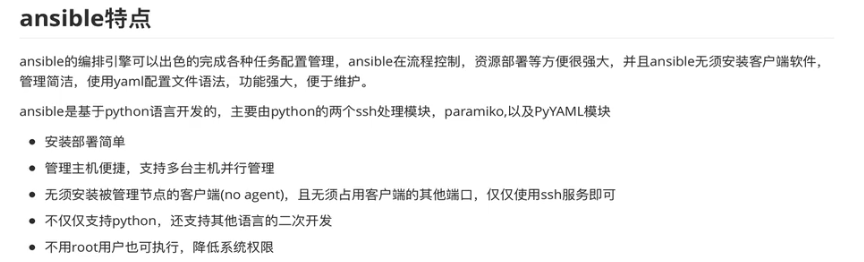 ansible特点
ansible的编排引擎可以出色的完成各种任务配置管理，ansible在流程控制，资源部署等方便很强大，并且ansible无须安装客户端软件，
管理简洁，使用yaml配置文件语法，功能强大，便于维护。
ansible是基于python语言开发的，主要由python的两个ssh处理模块，paramiko,以及PyYAML模块
• 安装部署简单
• 管理主机便捷，支持多台主机并行管理
• 无须安装被管理节点的客户端(no agent)，且无须占用客户端的其他端口，仅仅使用ssh服务即可
• 不仅仅支持python，还支持其他语言的二次开发
• 不用root用户也可执行，降低系统权限